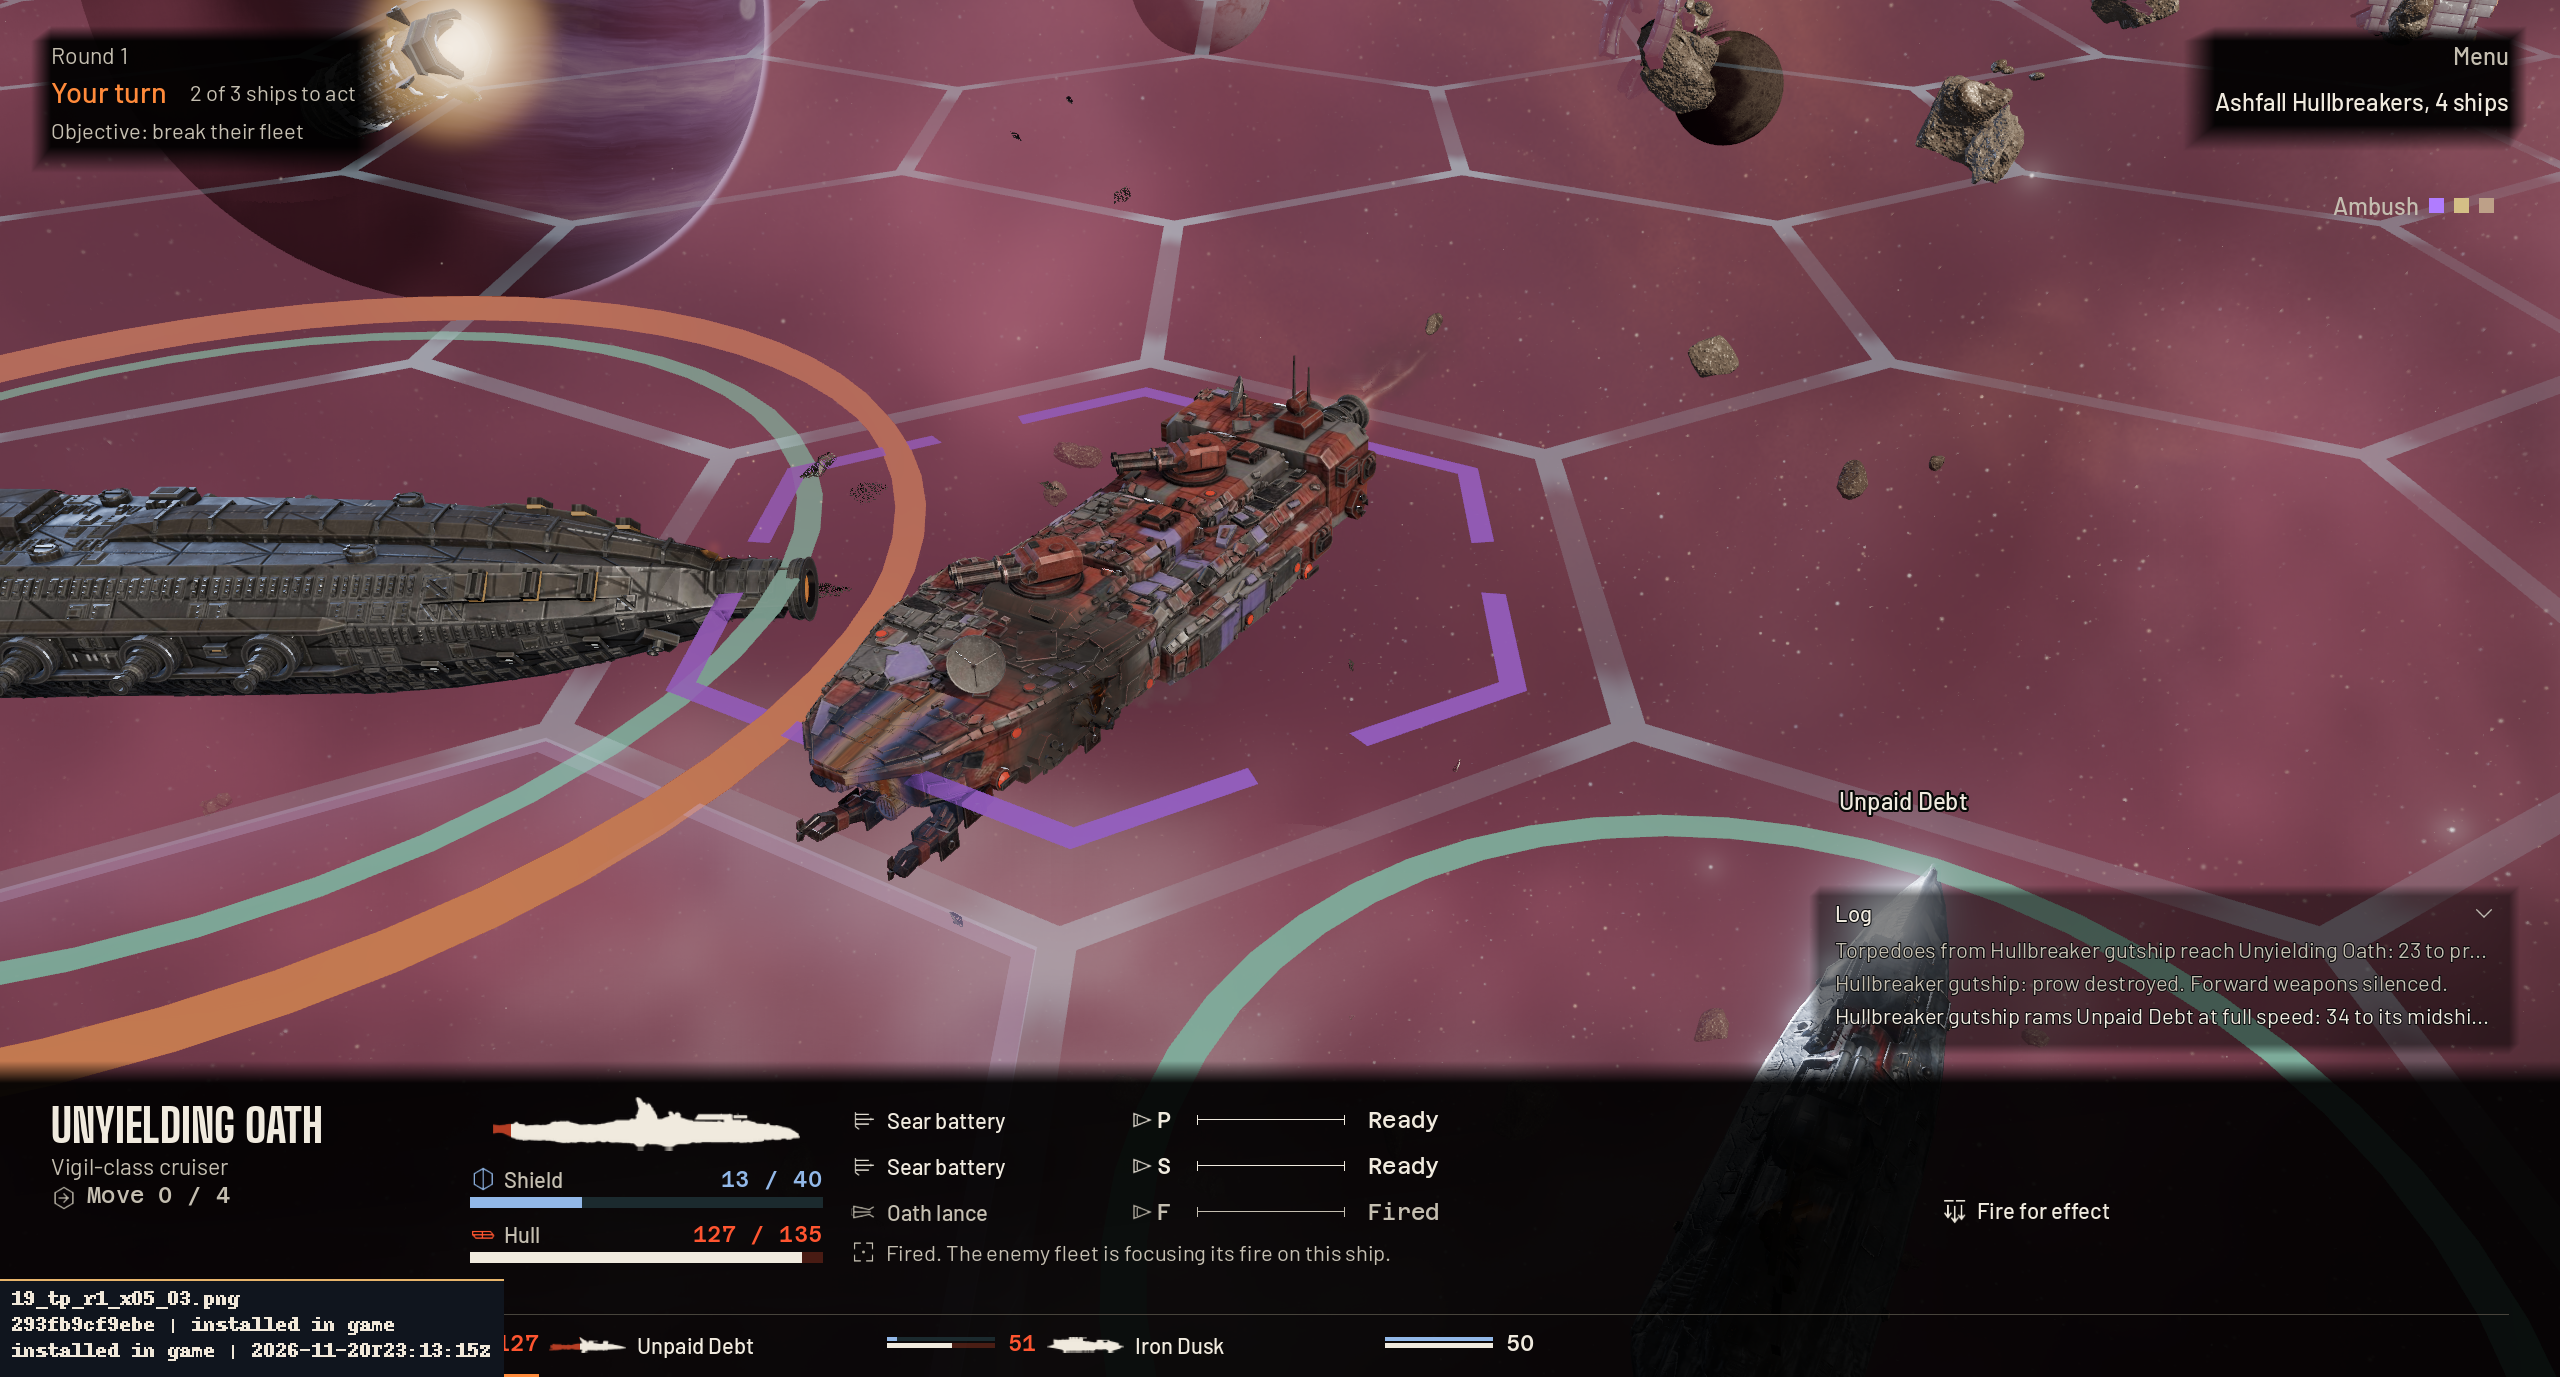 Round 1
Your turn 2 of 3 ships to act
Objective: break their fleet
Menu
Ashfall Hullbreakers, 4 ships
Ambush
Unpaid Debt
Log
Torpedoes from Hullbreaker gutship reach Unyielding Oath: 23 to pr...
Hullbreaker gutship: prow destroyed. Forward weapons silenced.
Hullbreaker gutship rams Unpaid Debt at full speed: 34 to its midshi...
UNYIELDING OATH
Vigil-class cruiser
Move 0 / 4
Shield 13 / 40
Hull 127 / 135
Sear battery P Ready
Sear battery S Ready
Oath lance F Fired
Fired. The enemy fleet is focusing its fire on this ship.
Fire for effect
19_tp_r1_x05_03.png
293fb9cf9ebe | installed in game
installed in game | 2026-11-20T23:13:15Z
127 Unpaid Debt 51 Iron Dusk 50